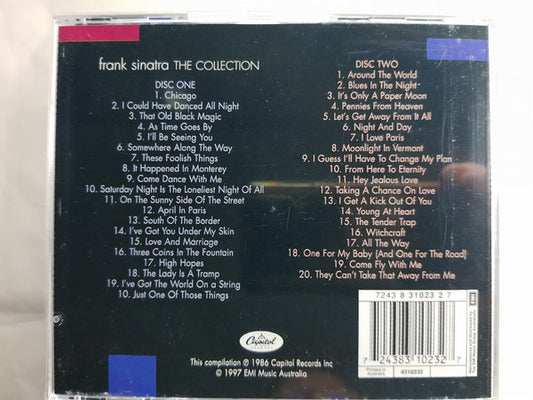 frank sinatra THE COLLECTION
DISC ONE
1. Chicago
2. I Could Have Danced All Night
3. That Old Black Magic
4. As Time Goes By
5. I'll Be Seeing You
6. Somewhere Along The Way
7. These Foolish Things
8. It Happened In Monterey
9. Come Dance With Me
10. Saturday Night Is The Loneliest Night Of All
11. On The Sunny Side Of The Street
12. April In Paris
13. South Of The Border
14. I've Got You Under My Skin
15. Love And Marriage
16. Three Coins In The Fountain
17. High Hopes
18. The Lady Is A Tramp
19. I've Got The World On A String
10. Just One Of Those Things
DISC TWO
1. Around The World
2. Blues In The Night
3. It's Only A Paper Moon
4. Pennies From Heaven
5. Let's Get Away From It All
6. Night And Day
7. I Love Paris
8. Moonlight In Vermont
9. I Guess I'll Have To Change My Plan
10. From Here To Eternity
11. Hey Jealous Love
12. Taking A Chance On Love
13. I Get A Kick Out Of You
14. Young At Heart
15. The Tender Trap
16. Witchcraft
17. All The Way
18. One For My Baby (And One For The Road)
19. Come Fly With Me
20. They Can't Take That Away From Me
Capitol
RECORDS
This compilation ℗ 1986 Capitol Records Inc
© 1997 EMI Music Australia
7243 8 31023 2 7
7 24383 10232 7
Printed in
Australia
8310232
EMI